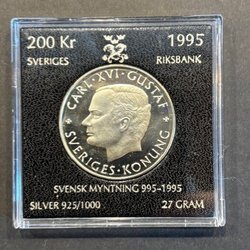 200 Kr 1995
SVERIGES RIKSBANK
CARL · XVI · GUSTAF
SVERIGES · KONUNG
SVENSK MYNTNING 995-1995
SILVER 925/1000 27 GRAM